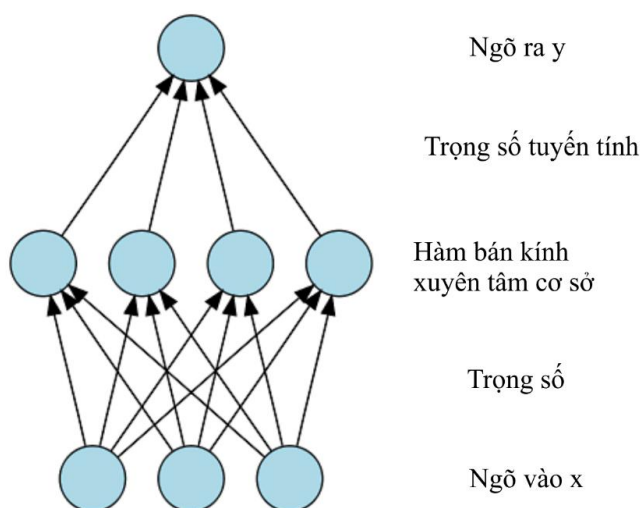 Ngõ ra y
Trọng số tuyến tính
Hàm bán kính
xuyên tâm cơ sở
Trọng số
Ngõ vào x